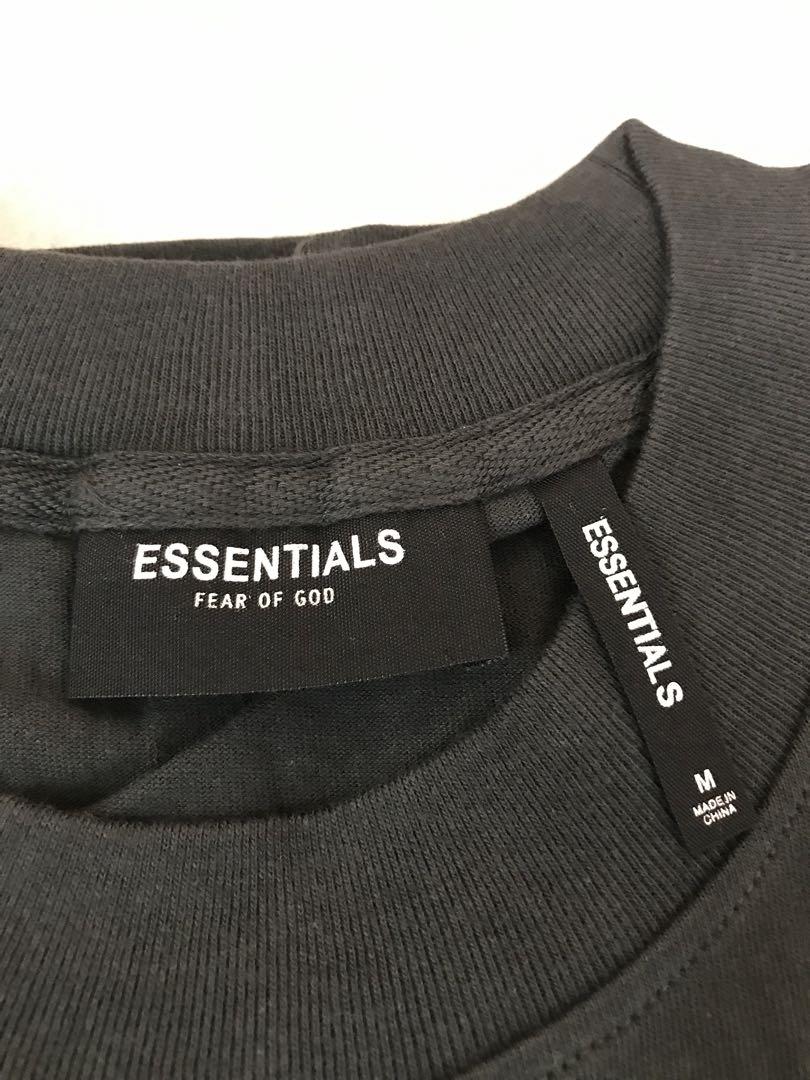 ESSENTIALS
FEAR OF GOD
ESSENTIALS
M
MADE IN
CHINA